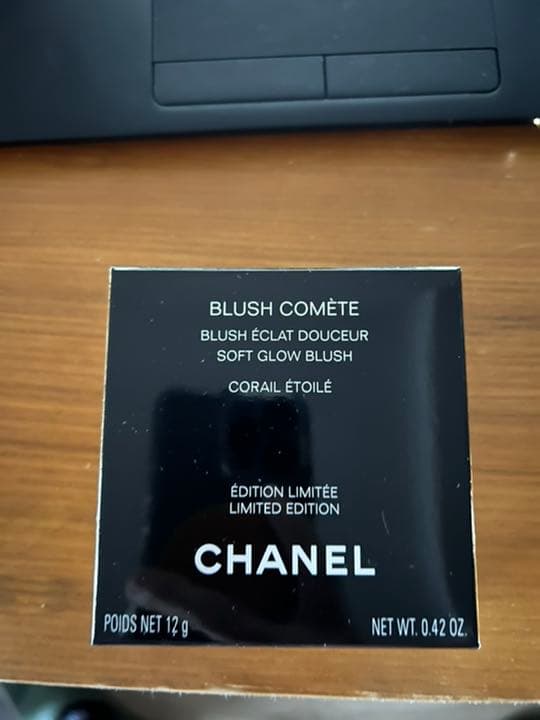 BLUSH COMÈTE
BLUSH ÉCLAT DOUCEUR
SOFT GLOW BLUSH
CORAIL ÉTOILÉ
ÉDITION LIMITÉE
LIMITED EDITION
CHANEL
POIDS NET 12 g NET WT. 0.42 OZ.